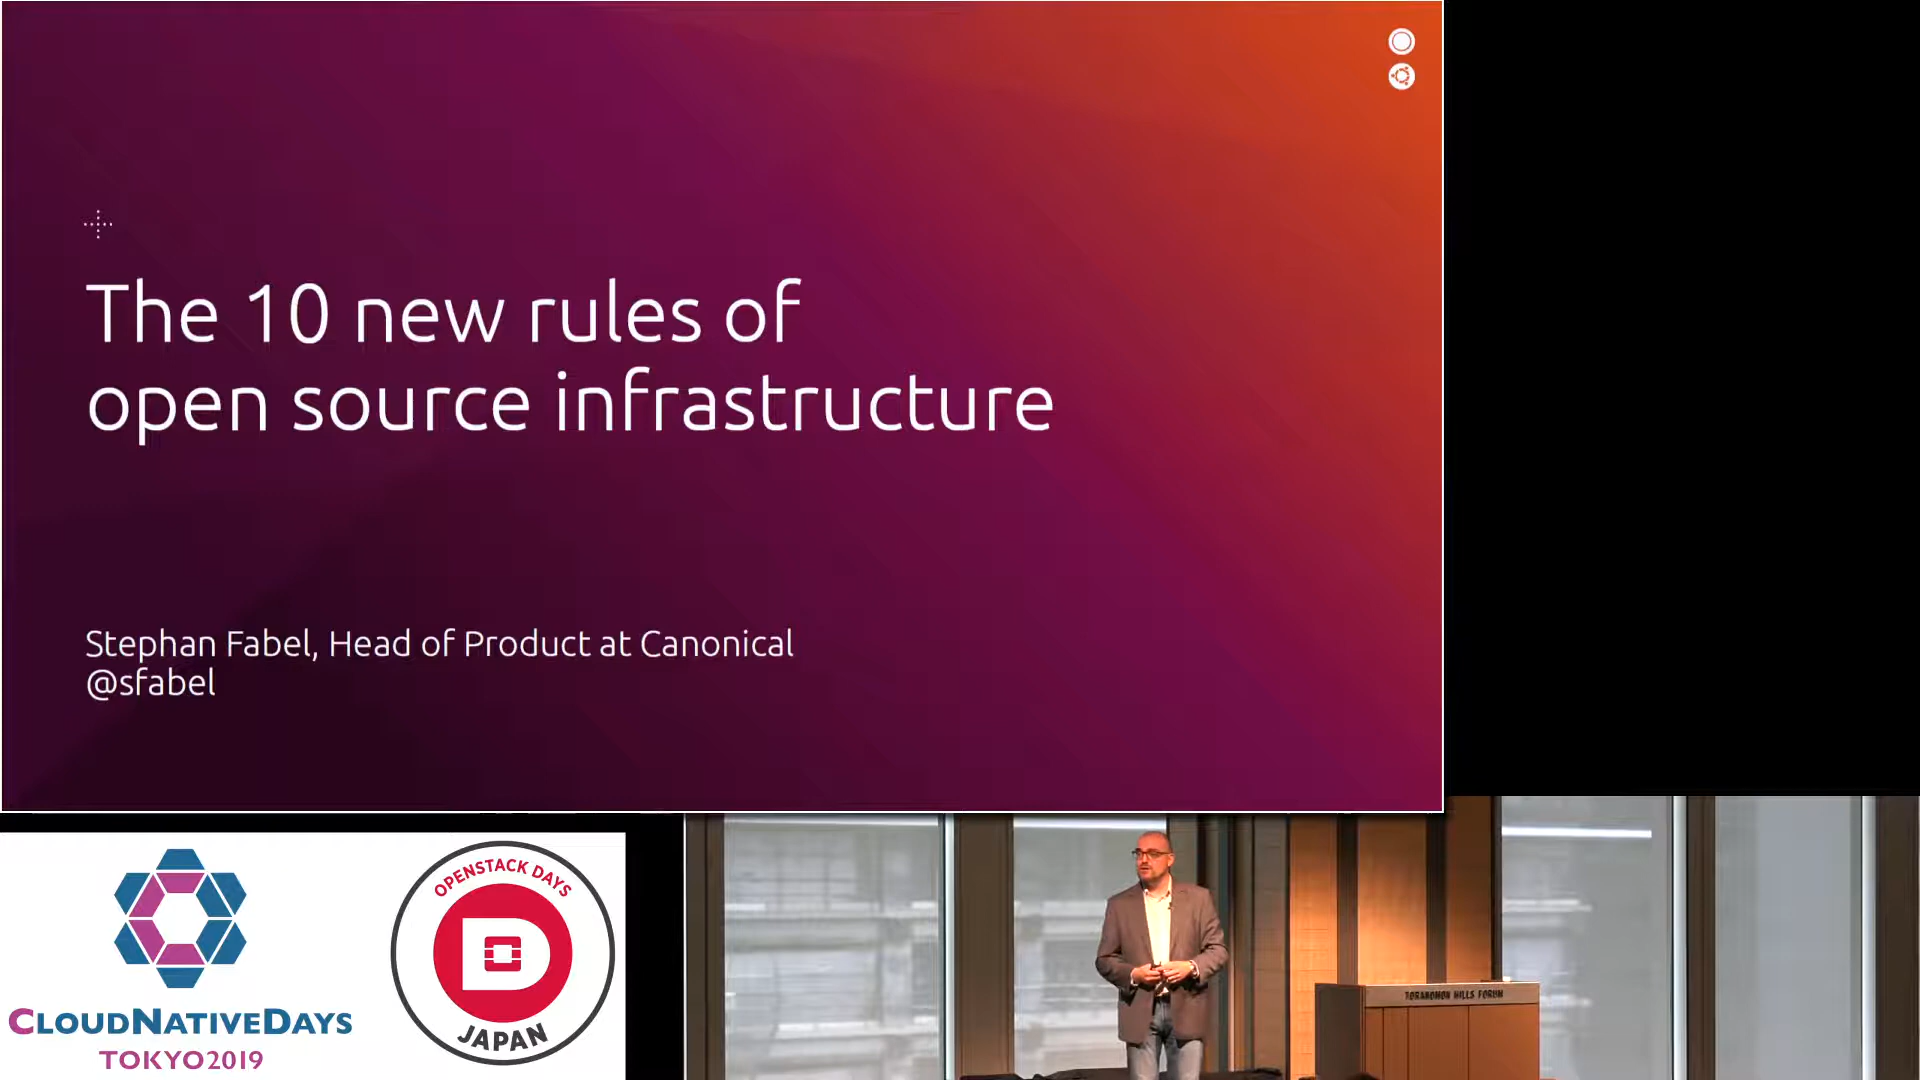 The 10 new rules of
open source infrastructure
Stephan Fabel, Head of Product at Canonical
@sfabel
CLOUDNATIVEDAYS
TOKYO2019
OPENSTACK DAYS
JAPAN
TORANOMON HILLS FORUM